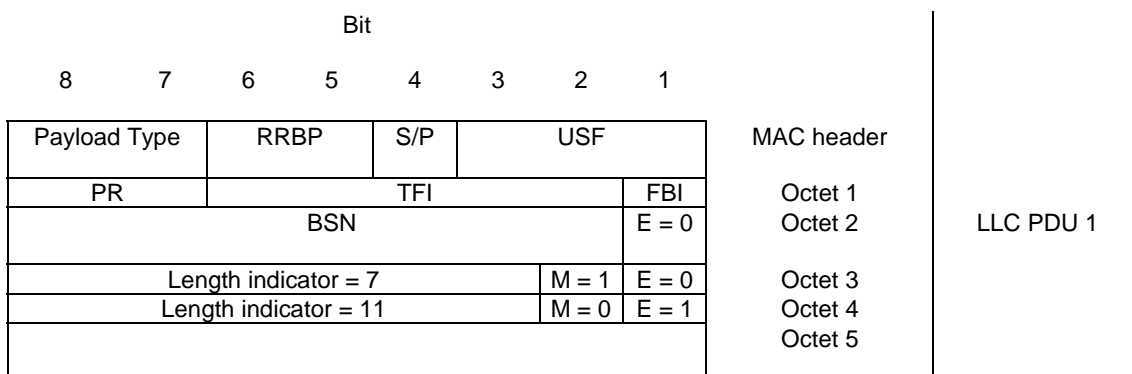 Bit
8 7 6 5 4 3 2 1
Payload Type RRBP S/P USF MAC header
PR TFI FBI Octet 1
BSN E = 0 Octet 2 LLC PDU 1
Length indicator = 7 M = 1 E = 0 Octet 3
Length indicator = 11 M = 0 E = 1 Octet 4
Octet 5